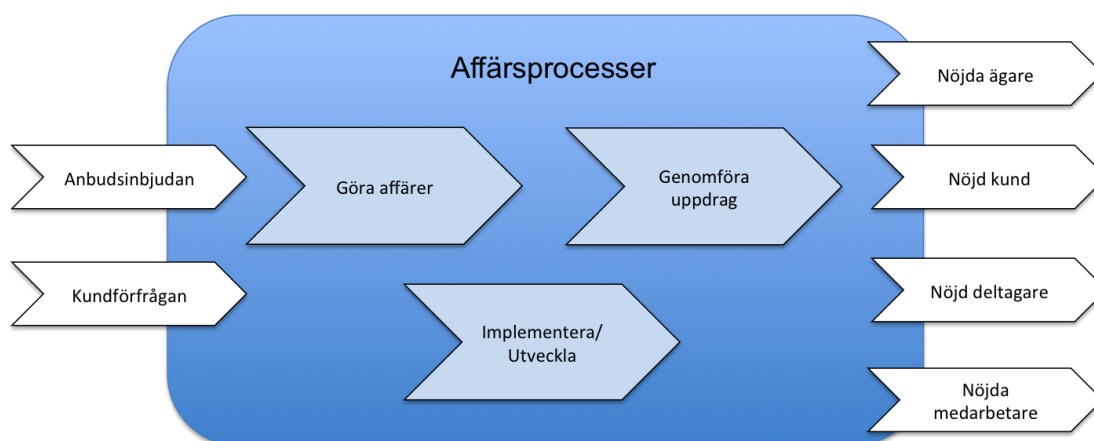 Affärsprocesser
Anbudsinbjudan
Kundförfrågan
Göra affärer
Genomföra
uppdrag
Implementera/
Utveckla
Nöjda ägare
Nöjd kund
Nöjd deltagare
Nöjda
medarbetare